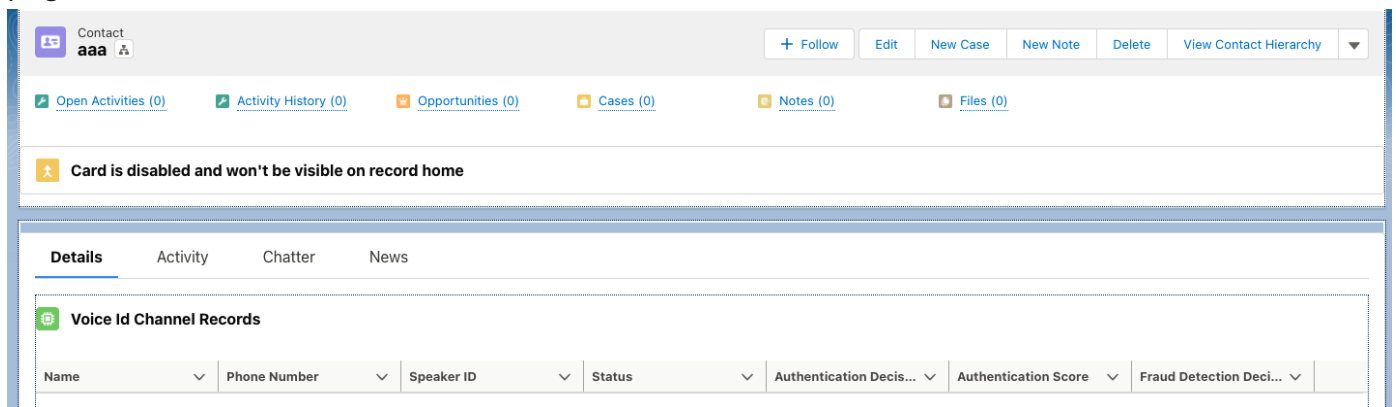 Contact
aaa
+ Follow
Edit
New Case
New Note
Delete
View Contact Hierarchy
Open Activities (0)
Activity History (0)
Opportunities (0)
Cases (0)
Notes (0)
Files (0)
Card is disabled and won't be visible on record home
Details
Activity
Chatter
News
Voice Id Channel Records
Name
Phone Number
Speaker ID
Status
Authentication Decis...
Authentication Score
Fraud Detection Deci...